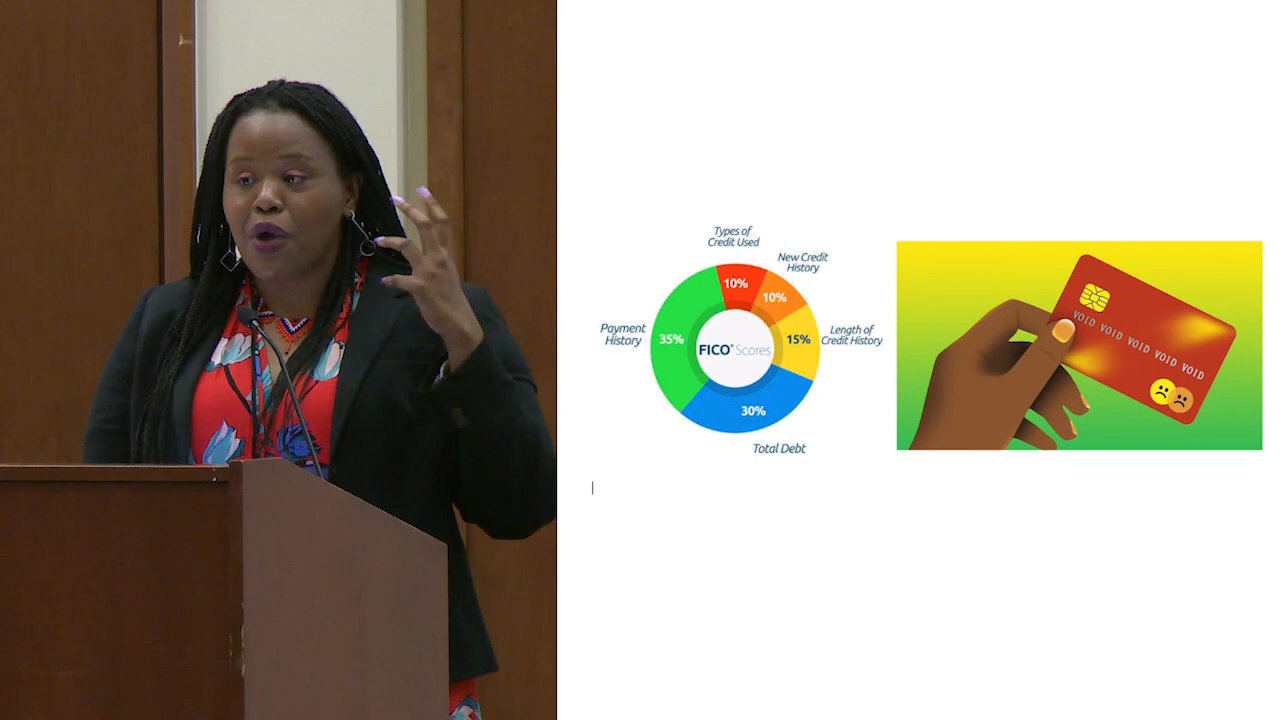 Types of
Credit Used
New Credit
History
10%
10%
Payment
History
35%
FICO® Scores
15%
Length of
Credit History
30%
Total Debt
VOID VOID VOID VOID VOID